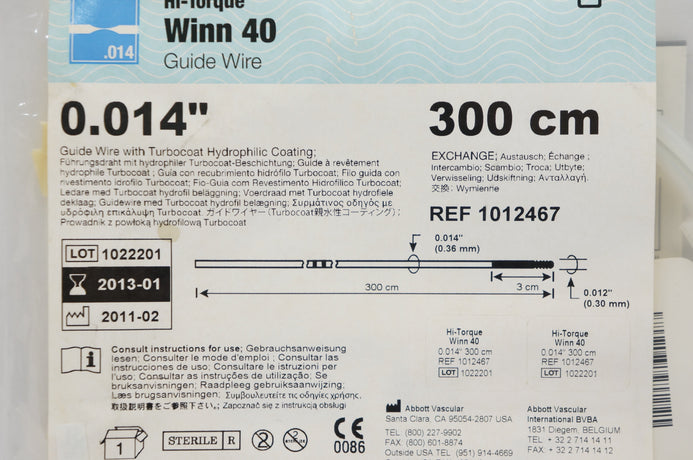 Hi-Torque
Winn 40
Guide Wire
.014
0.014"
300 cm
Guide Wire with Turbocoat Hydrophilic Coating;
Führungsdraht mit hydrophiler Turbocoat-Beschichtung; Guide à revêtement
hydrophile Turbocoat ; Guía con recubrimiento hidrófilo Turbocoat; Filo guida con
rivestimento idrofilo Turbocoat; Fio-Guia com Revestimento Hidrofílico Turbocoat;
Ledare med Turbocoat hydrofil beläggning; Voerdraad met Turbocoat hydrofiele
deklaag; Guidewire med Turbocoat hydrofil belægning; Συρμάτινος οδηγός με
υδρόφιλη επικάλυψη Turbocoat. ガイドワイヤー(Turbocoat親水性コーティング);
Prowadnik z powłoką hydrofilową Turbocoat
EXCHANGE; Austausch; Échange ;
Intercambio; Scambio; Troca; Utbyte;
Verwisseling; Udskiftning; Ανταλλαγή.
交換; Wymienne
REF 1012467
LOT 1022201
2013-01
2011-02
0.014"
(0.36 mm)
300 cm
3 cm
0.012"
(0.30 mm)
Hi-Torque
Winn 40
0.014" 300 cm
REF 1012467
LOT 1022201
Hi-Torque
Winn 40
0.014" 300 cm
REF 1012467
LOT 1022201
Consult instructions for use; Gebrauchsanweisung
lesen; Consulter le mode d'emploi ; Consultar las
instrucciones de uso; Consultare le istruzioni per
l'uso; Consultar as instruções de utilização; Se
bruksanvisningen; Raadpleeg gebruiksaanwijzing;
Læs brugsanvisningen; Συμβουλευτείτε τις οδηγίες χρήσης.
取扱説明書をご参照下さい。; Zapoznać się z instrukcją obsługi
1
STERILE R
2
2
CE
0086
Abbott Vascular
Santa Clara, CA 95054-2807 USA
TEL: (800) 227-9902
FAX: (800) 601-8874
Outside USA TEL: (951) 914-4669
Abbott Vascular
International BVBA
1831 Diegem, BELGIUM
TEL: + 32 2 714 14 11
FAX: + 32 2 714 14 12